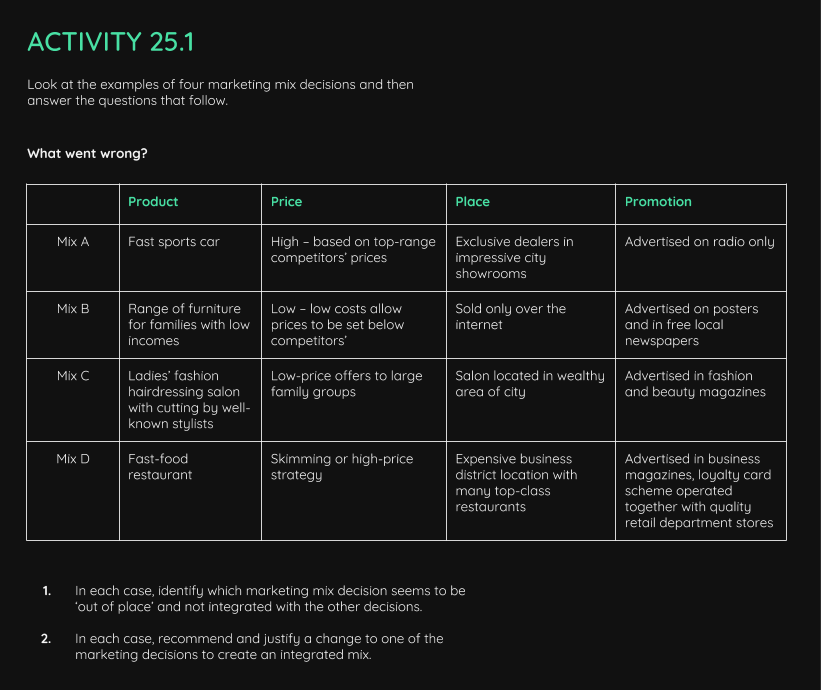 ACTIVITY 25.1
Look at the examples of four marketing mix decisions and then
answer the questions that follow.
What went wrong?
Product
Price
Place
Promotion
Mix A
Fast sports car
High – based on top-range
competitors’ prices
Exclusive dealers in
impressive city
showrooms
Advertised on radio only
Mix B
Range of furniture
for families with low
incomes
Low – low costs allow
prices to be set below
competitors’
Sold only over the
internet
Advertised on posters
and in free local
newspapers
Mix C
Ladies’ fashion
hairdressing salon
with cutting by well-
known stylists
Low-price offers to large
family groups
Salon located in wealthy
area of city
Advertised in fashion
and beauty magazines
Mix D
Fast-food
restaurant
Skimming or high-price
strategy
Expensive business
district location with
many top-class
restaurants
Advertised in business
magazines, loyalty card
scheme operated
together with quality
retail department stores
1. In each case, identify which marketing mix decision seems to be
‘out of place’ and not integrated with the other decisions.
2. In each case, recommend and justify a change to one of the
marketing decisions to create an integrated mix.